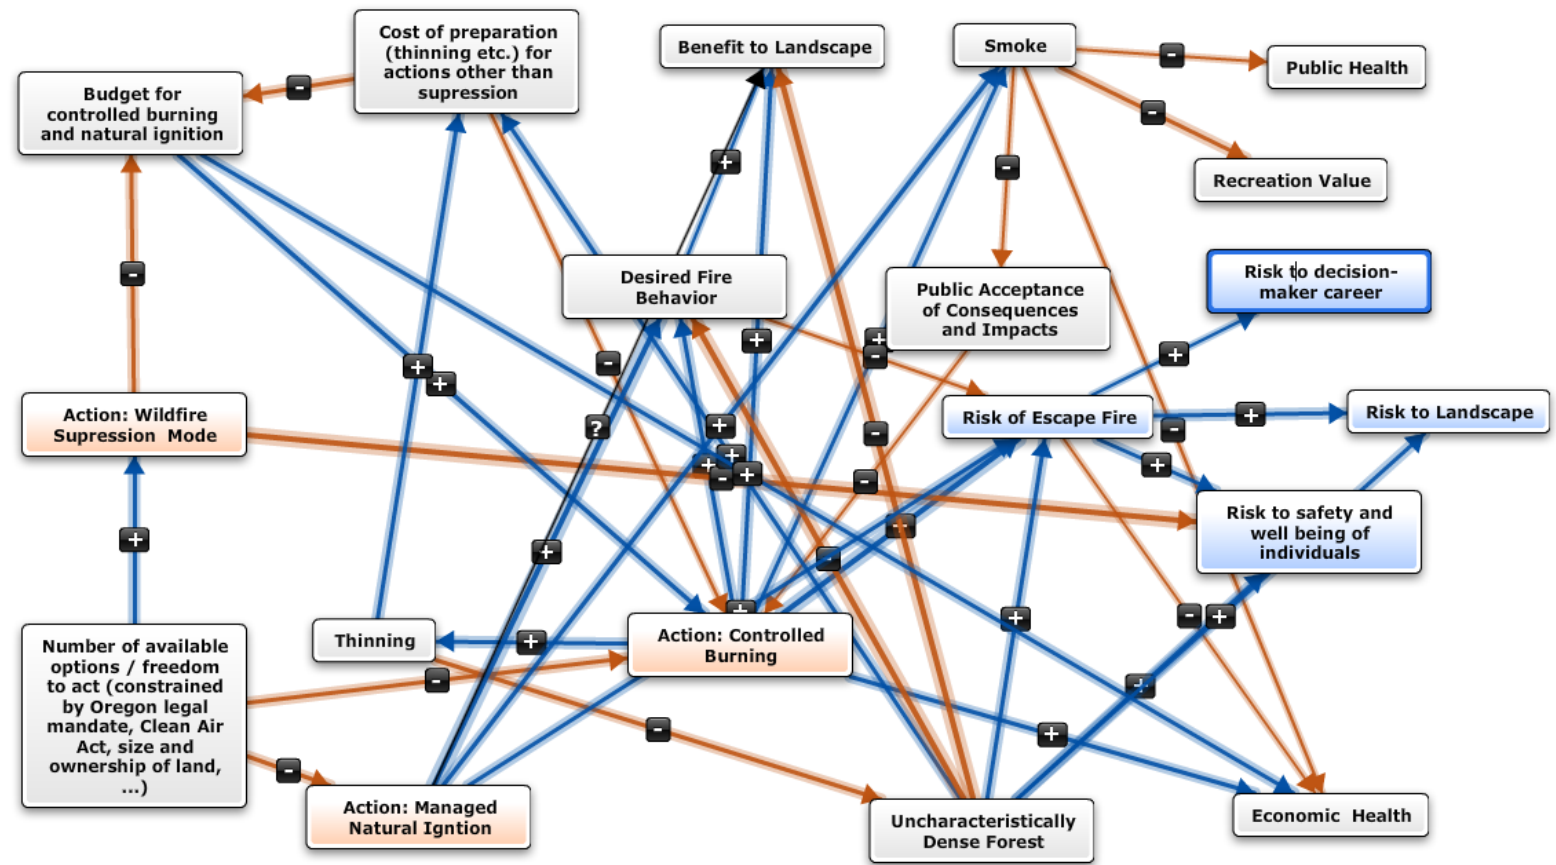 Cost of preparation
(thinning etc.) for
actions other than
supression
Benefit to Landscape
Smoke
Public Health
Budget for
controlled burning
and natural ignition
-
-
-
+
-
Recreation Value
Desired Fire
Behavior
Public Acceptance
of Consequences
and Impacts
Risk to decision-
maker career
-
+
+
-
-
+
+
+
Action: Wildfire
Supression Mode
Risk of Escape Fire
Risk to Landscape
+
?
+
-
-
+
+
-
+
+
-
Risk to safety and
well being of
individuals
+
+
-
+
+
-
+
+
Number of available
options / freedom
to act (constrained
by Oregon legal
mandate, Clean Air
Act, size and
ownership of land,
...)
Thinning
+
Action: Controlled
Burning
-
+
-
+
-
Action: Managed
Natural Igntion
Uncharacteristically
Dense Forest
Economic Health